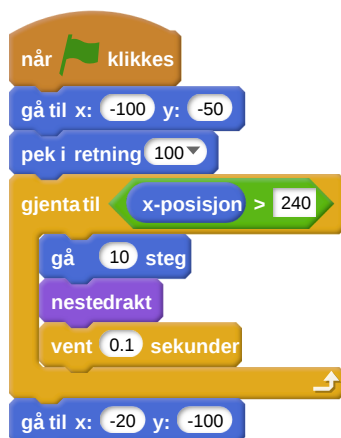 når klikkes
gå til x: -100 y: -50
pek i retning 100
gjenta til x-posisjon > 240
gå 10 steg
nestedrakt
vent 0.1 sekunder
gå til x: -20 y: -100